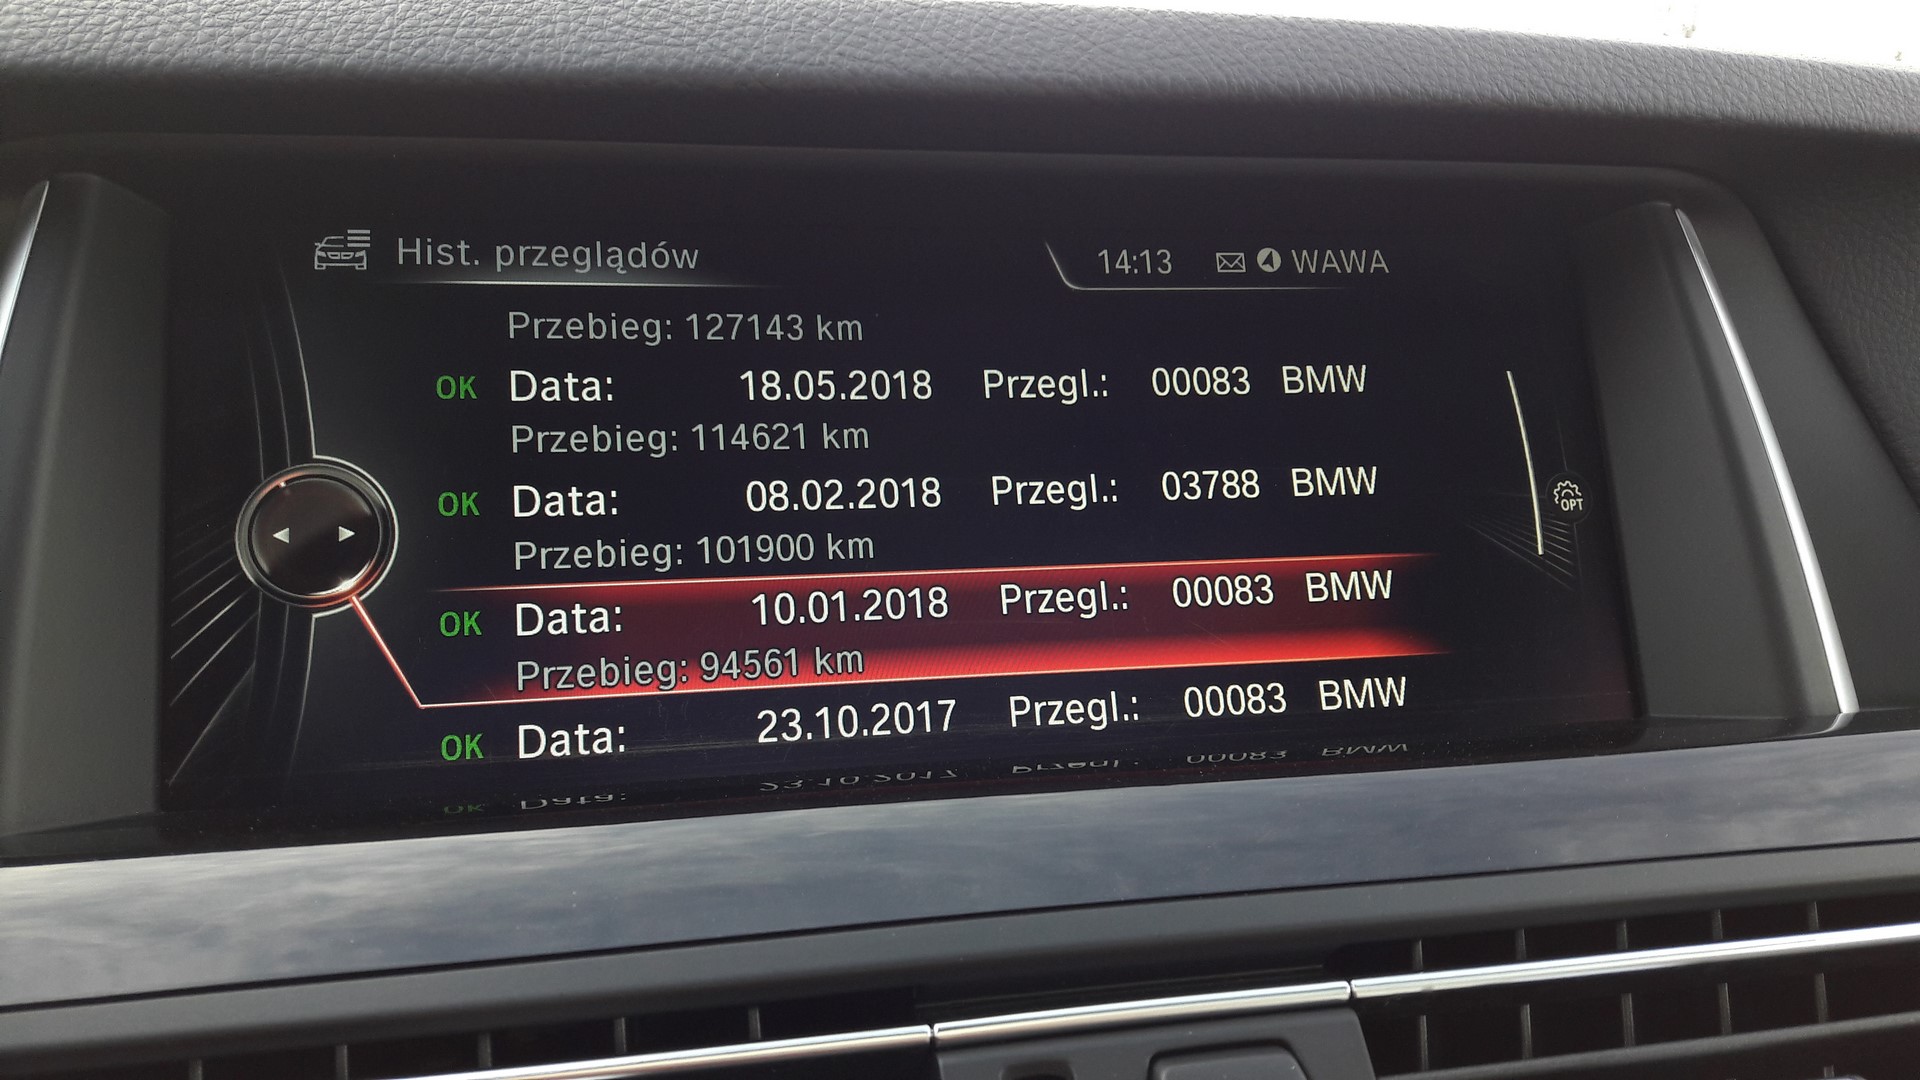 Hist. przeglądów 14:13 WAWA
Przebieg: 127143 km
OK Data: 18.05.2018 Przegl.: 00083 BMW
Przebieg: 114621 km
OK Data: 08.02.2018 Przegl.: 03788 BMW
Przebieg: 101900 km
OK Data: 10.01.2018 Przegl.: 00083 BMW
Przebieg: 94561 km
OK Data: 23.10.2017 Przegl.: 00083 BMW
OPT